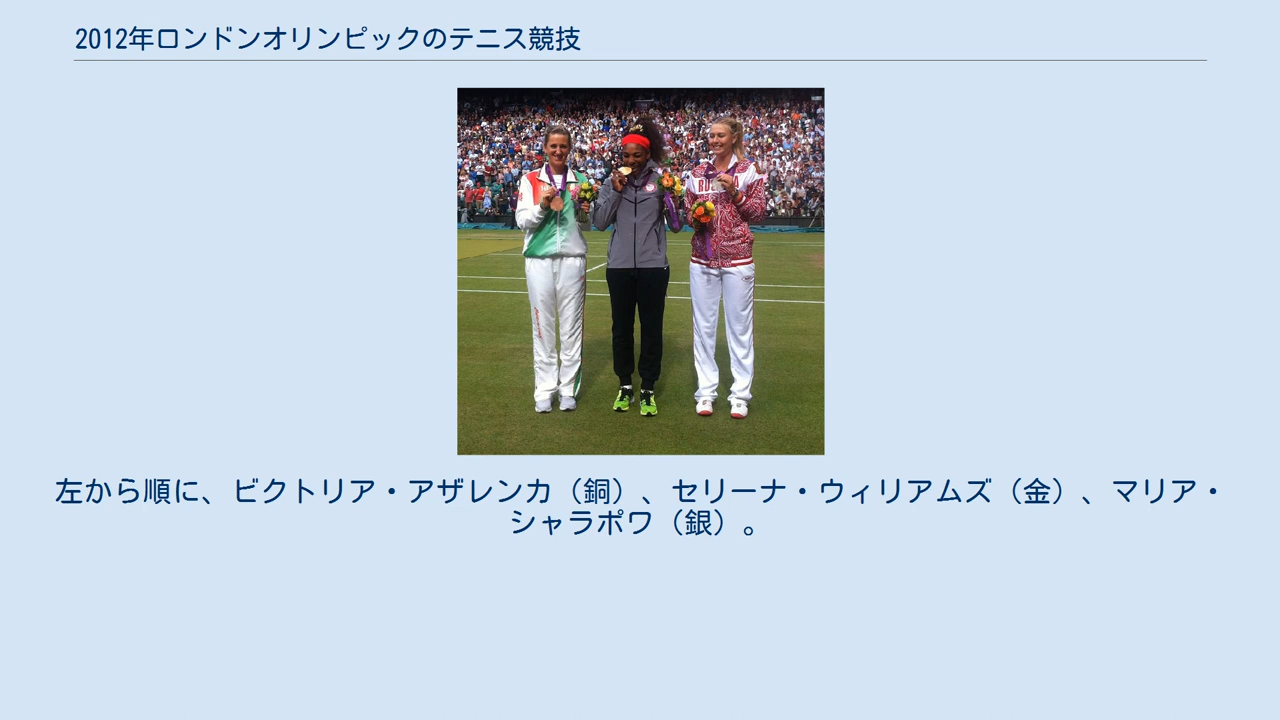 2012年ロンドンオリンピックのテニス競技
RU
A
左から順に、ビクトリア・アザレンカ（銅）、セリーナ・ウィリアムズ（金）、マリア・
シャラポワ（銀）。